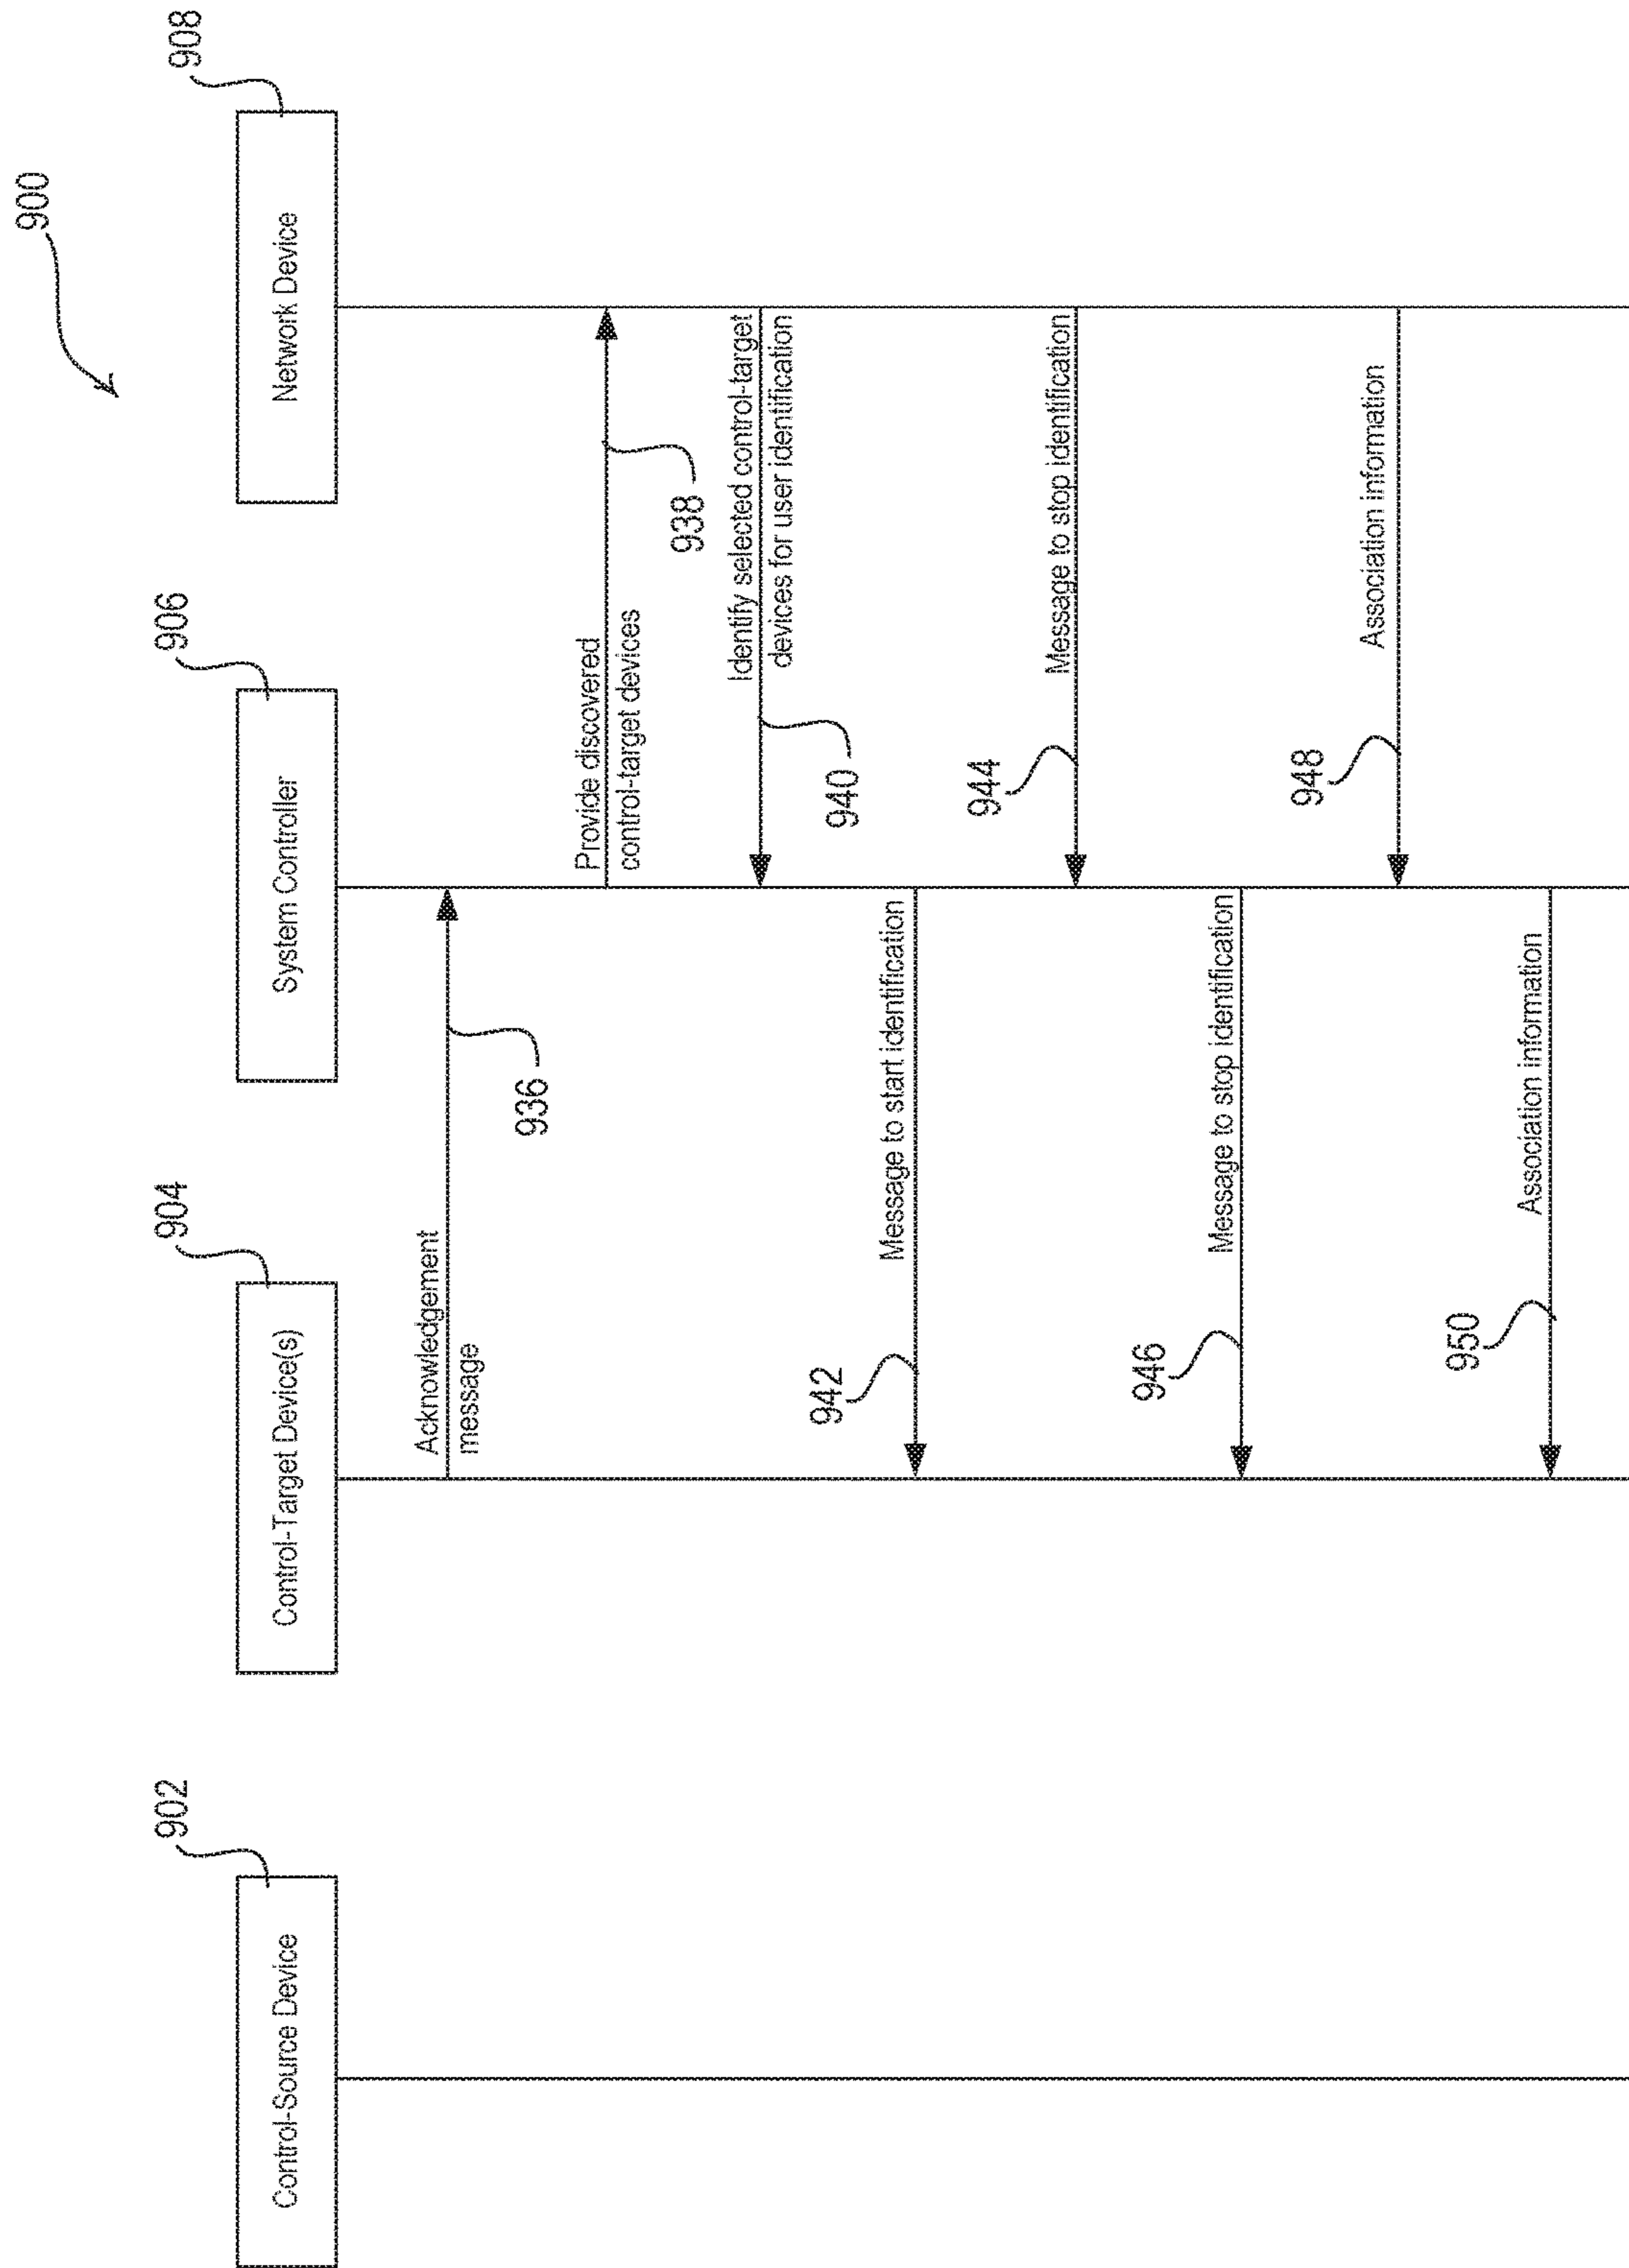 900
902
904
906
908
Control-Source Device
Control-Target Device(s)
System Controller
Network Device
Acknowledgement
message
936
Provide discovered
control-target devices
938
Identify selected control-target
devices for user identification
940
Message to start identification
942
Message to stop identification
944
Message to stop identification
946
Association information
948
Association information
950